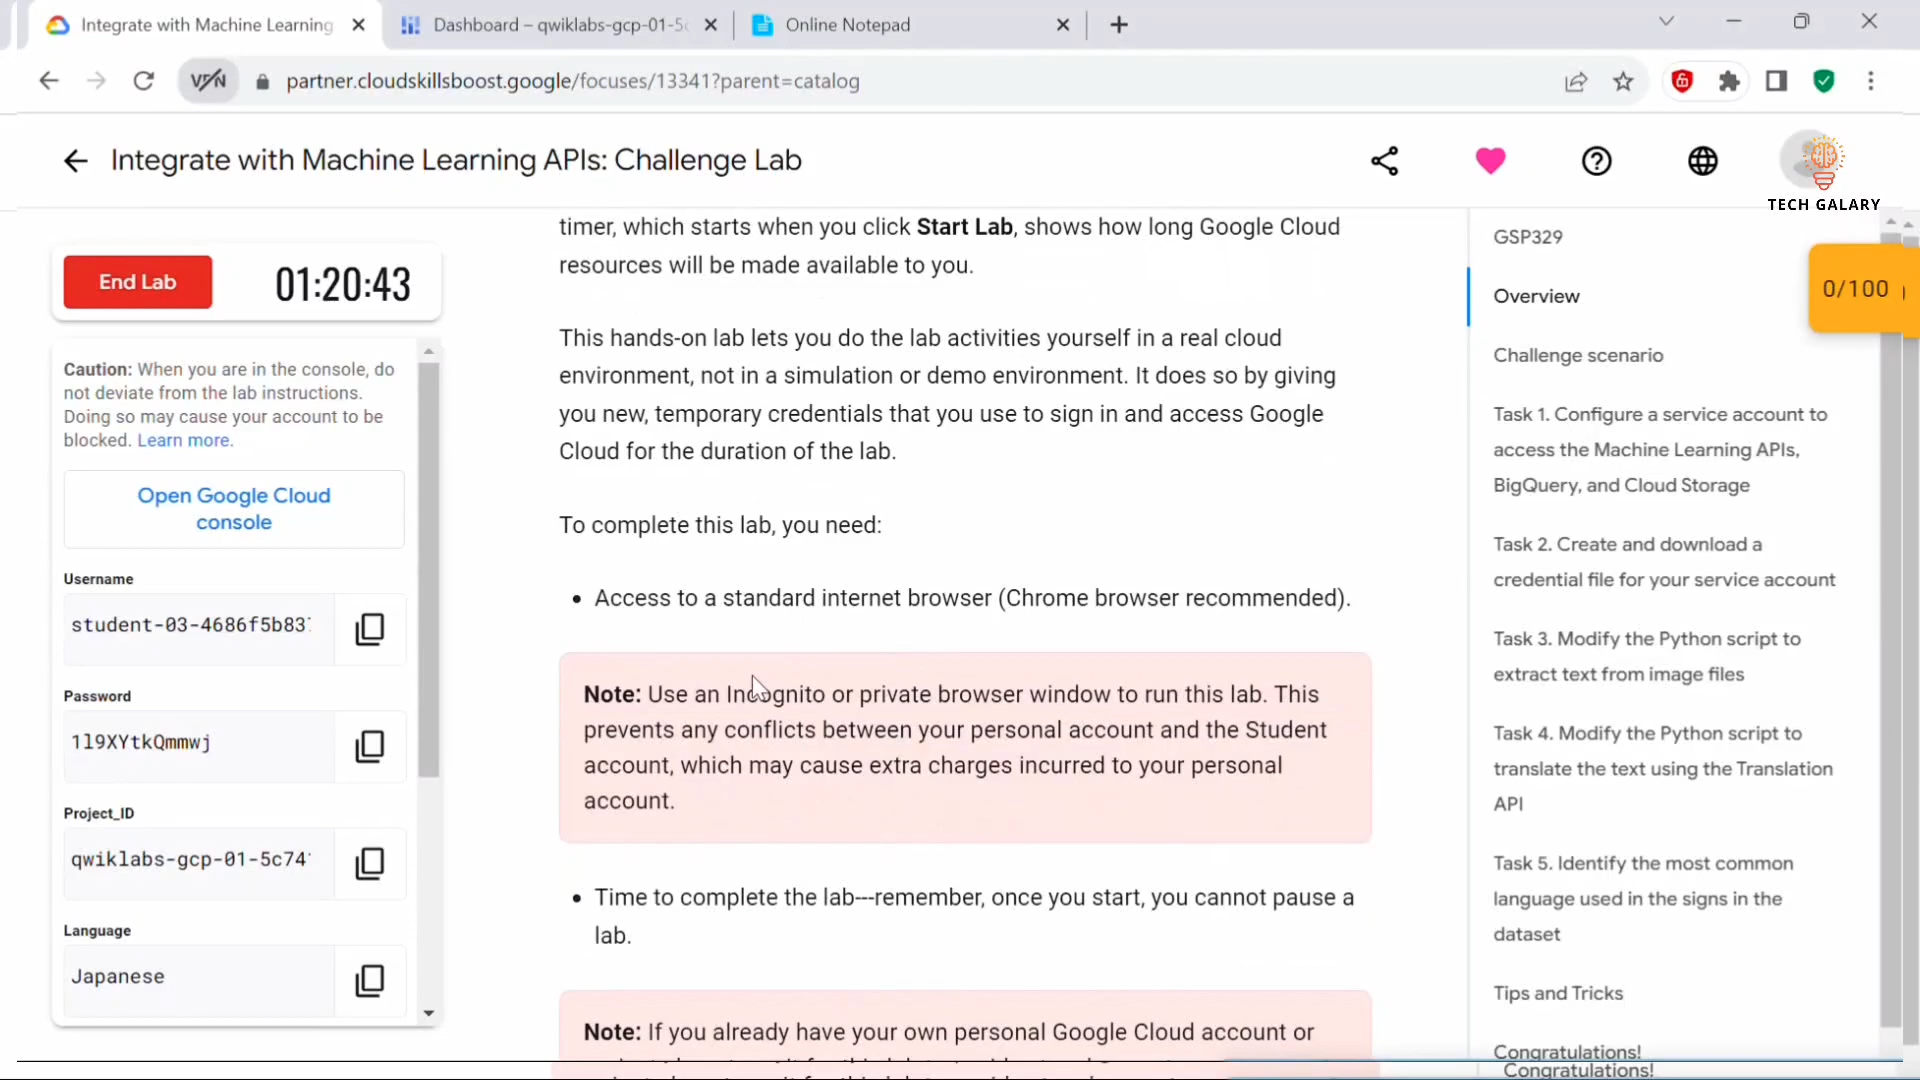 Integrate with Machine Learning
Dashboard – qwiklabs-gcp-01-5c
Online Notepad
VPN
partner.cloudskillsboost.google/focuses/13341?parent=catalog
Integrate with Machine Learning APIs: Challenge Lab
TECH GALARY
End Lab
01:20:43
Caution: When you are in the console, do
not deviate from the lab instructions.
Doing so may cause your account to be
blocked. Learn more.
Open Google Cloud
console
Username
student-03-4686f5b83
Password
1l9XYtkQmmwj
Project_ID
qwiklabs-gcp-01-5c74
Language
Japanese
timer, which starts when you click Start Lab, shows how long Google Cloud
resources will be made available to you.
This hands-on lab lets you do the lab activities yourself in a real cloud
environment, not in a simulation or demo environment. It does so by giving
you new, temporary credentials that you use to sign in and access Google
Cloud for the duration of the lab.
To complete this lab, you need:
• Access to a standard internet browser (Chrome browser recommended).
Note: Use an Incognito or private browser window to run this lab. This
prevents any conflicts between your personal account and the Student
account, which may cause extra charges incurred to your personal
account.
• Time to complete the lab---remember, once you start, you cannot pause a
lab.
Note: If you already have your own personal Google Cloud account or
GSP329
Overview
0/100
Challenge scenario
Task 1. Configure a service account to
access the Machine Learning APIs,
BigQuery, and Cloud Storage
Task 2. Create and download a
credential file for your service account
Task 3. Modify the Python script to
extract text from image files
Task 4. Modify the Python script to
translate the text using the Translation
API
Task 5. Identify the most common
language used in the signs in the
dataset
Tips and Tricks
Congratulations!
Congratulations!